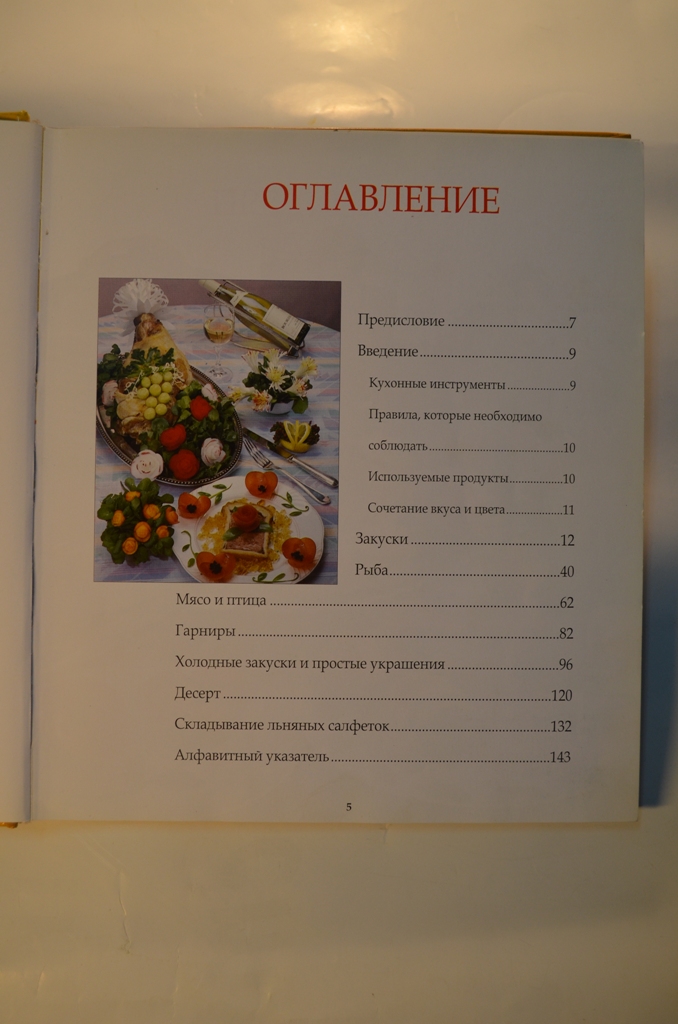 ОГЛАВЛЕНИЕ
Предисловие ..............................7
Введение......................................9
Кухонные инструменты.................9
Правила, которые необходимо
соблюдать.....................................10
Используемые продукты..............10
Сочетание вкуса и цвета...............11
Закуски ......................................12
Рыба...........................................40
Мясо и птица ..............................................................................62
Гарниры.......................................................................................82
Холодные закуски и простые украшения ............................96
Десерт ........................................................................................120
Складывание льняных салфеток..........................................132
Алфавитный указатель..........................................................143
5